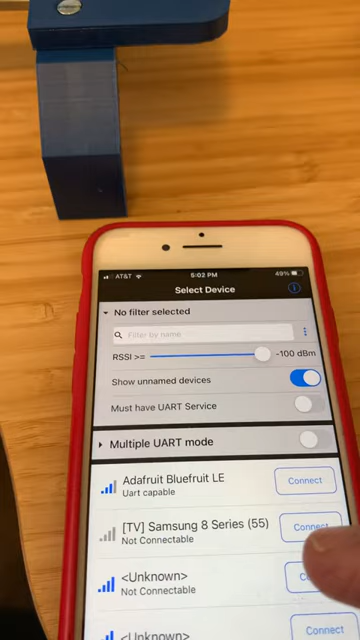 AT&T
5:02 PM
49%
Select Device
No filter selected
Filter by name
RSSI >=
-100 dBm
Show unnamed devices
Must have UART Service
Multiple UART mode
Adafruit Bluefruit LE
Uart capable
Connect
[TV] Samsung 8 Series (55)
Not Connectable
Connect
<Unknown>
Not Connectable
<Unknown>
Connect